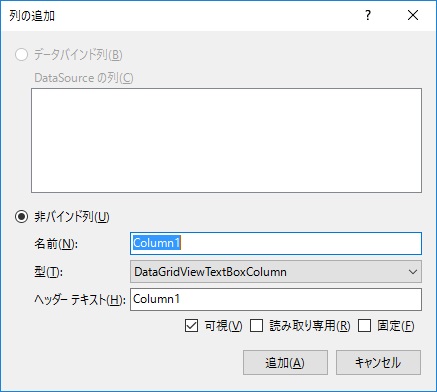 列の追加
? ×
データバインド列(B)
DataSource の列(C)
非バインド列(U)
名前(N): Column1
型(T): DataGridViewTextBoxColumn
ヘッダー テキスト(H): Column1
可視(V) 読み取り専用(R) 固定(F)
追加(A) キャンセル